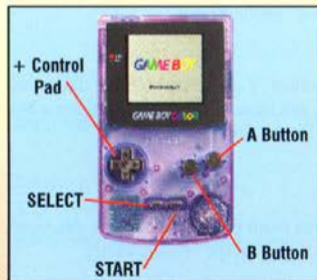 + Control
Pad
GAME BOY
GAME BOY COLOR
A Button
SELECT
B Button
START